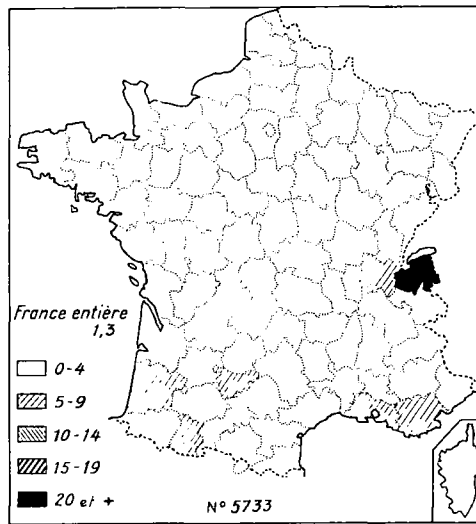 France entière
1,3
0-4
5-9
10-14
15-19
20 et +
N° 5733